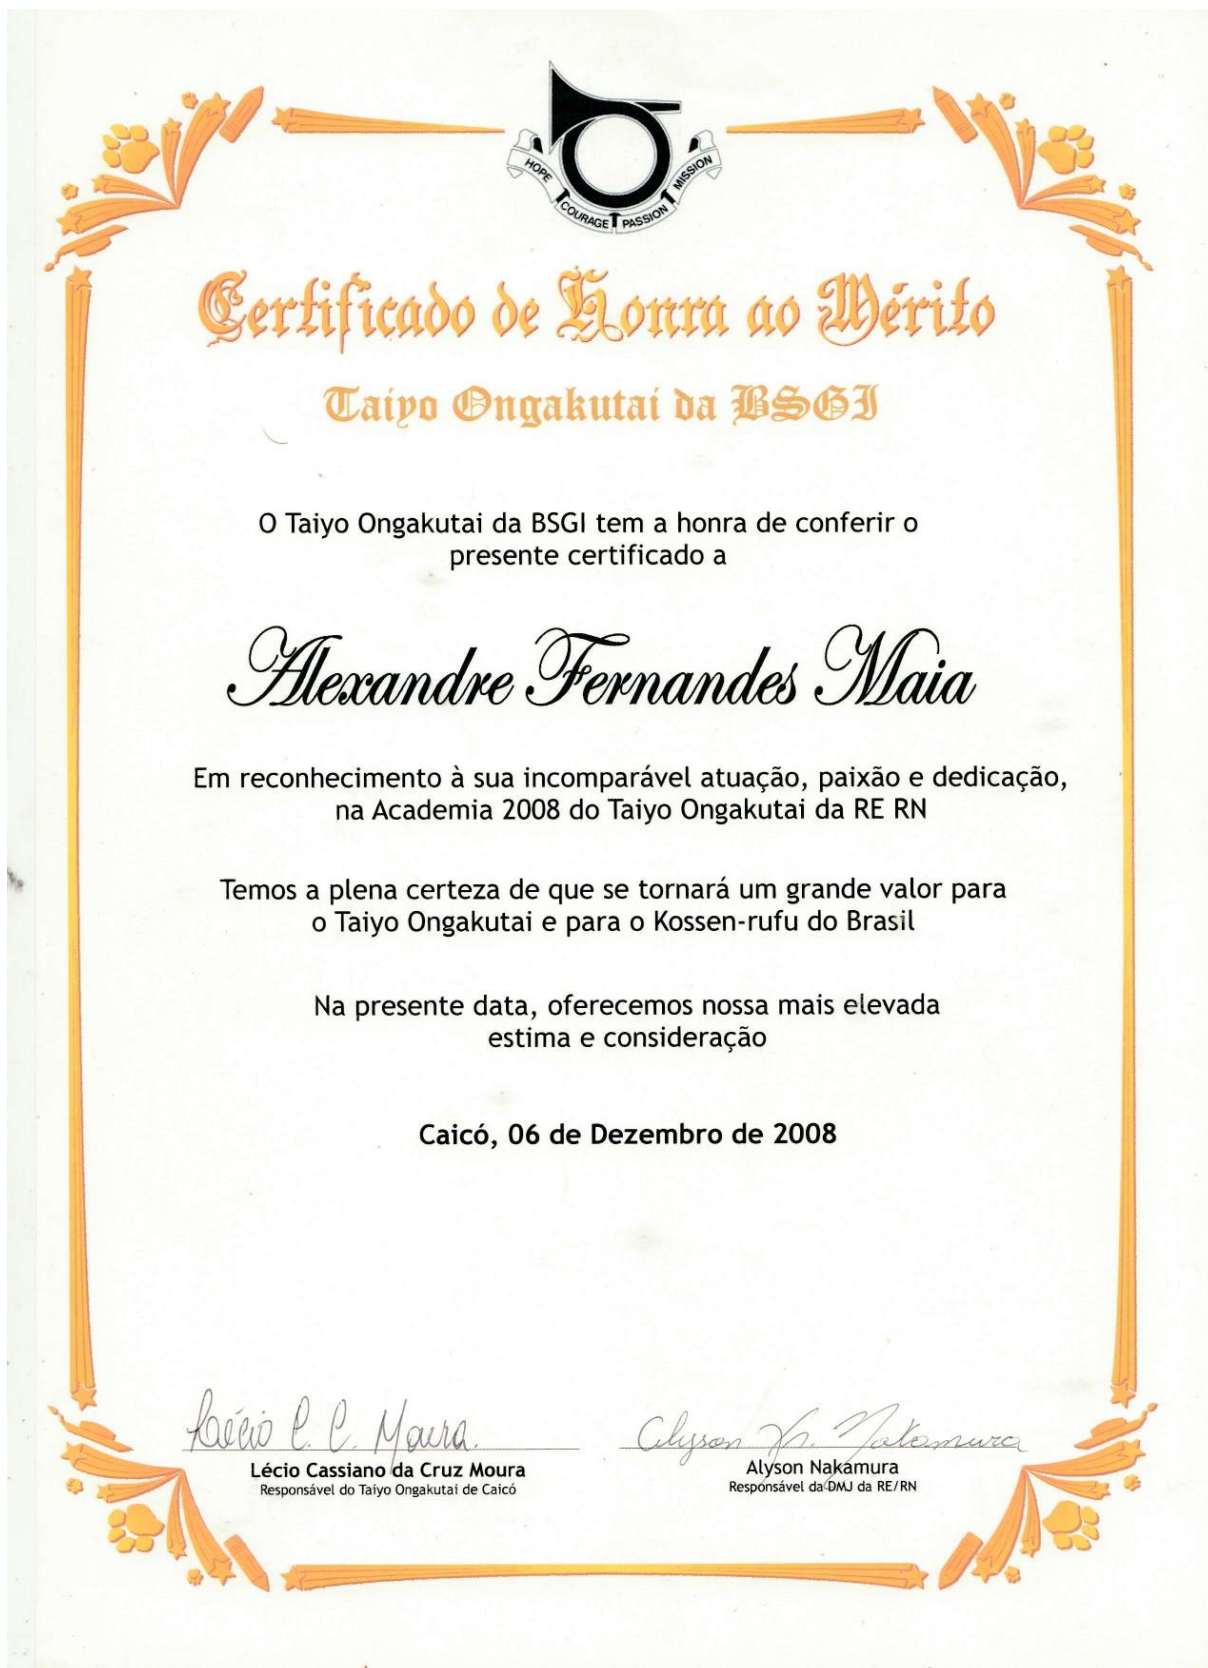 HOPE
COURAGE
PASSION
MISSION
Certificado de Honra ao Mérito
Taiyo Ongakutai da BSGI
O Taiyo Ongakutai da BSGI tem a honra de conferir o
presente certificado a
Alexandre Fernandes Maia
Em reconhecimento à sua incomparável atuação, paixão e dedicação,
na Academia 2008 do Taiyo Ongakutai da RE RN
Temos a plena certeza de que se tornará um grande valor para
o Taiyo Ongakutai e para o Kossen-rufu do Brasil
Na presente data, oferecemos nossa mais elevada
estima e consideração
Caicó, 06 de Dezembro de 2008
Lécio C. C. Moura.
Alyson N. Nakamura
Lécio Cassiano da Cruz Moura
Alyson Nakamura
Responsável do Taiyo Ongakutai de Caicó
Responsável da DMJ da RE/RN